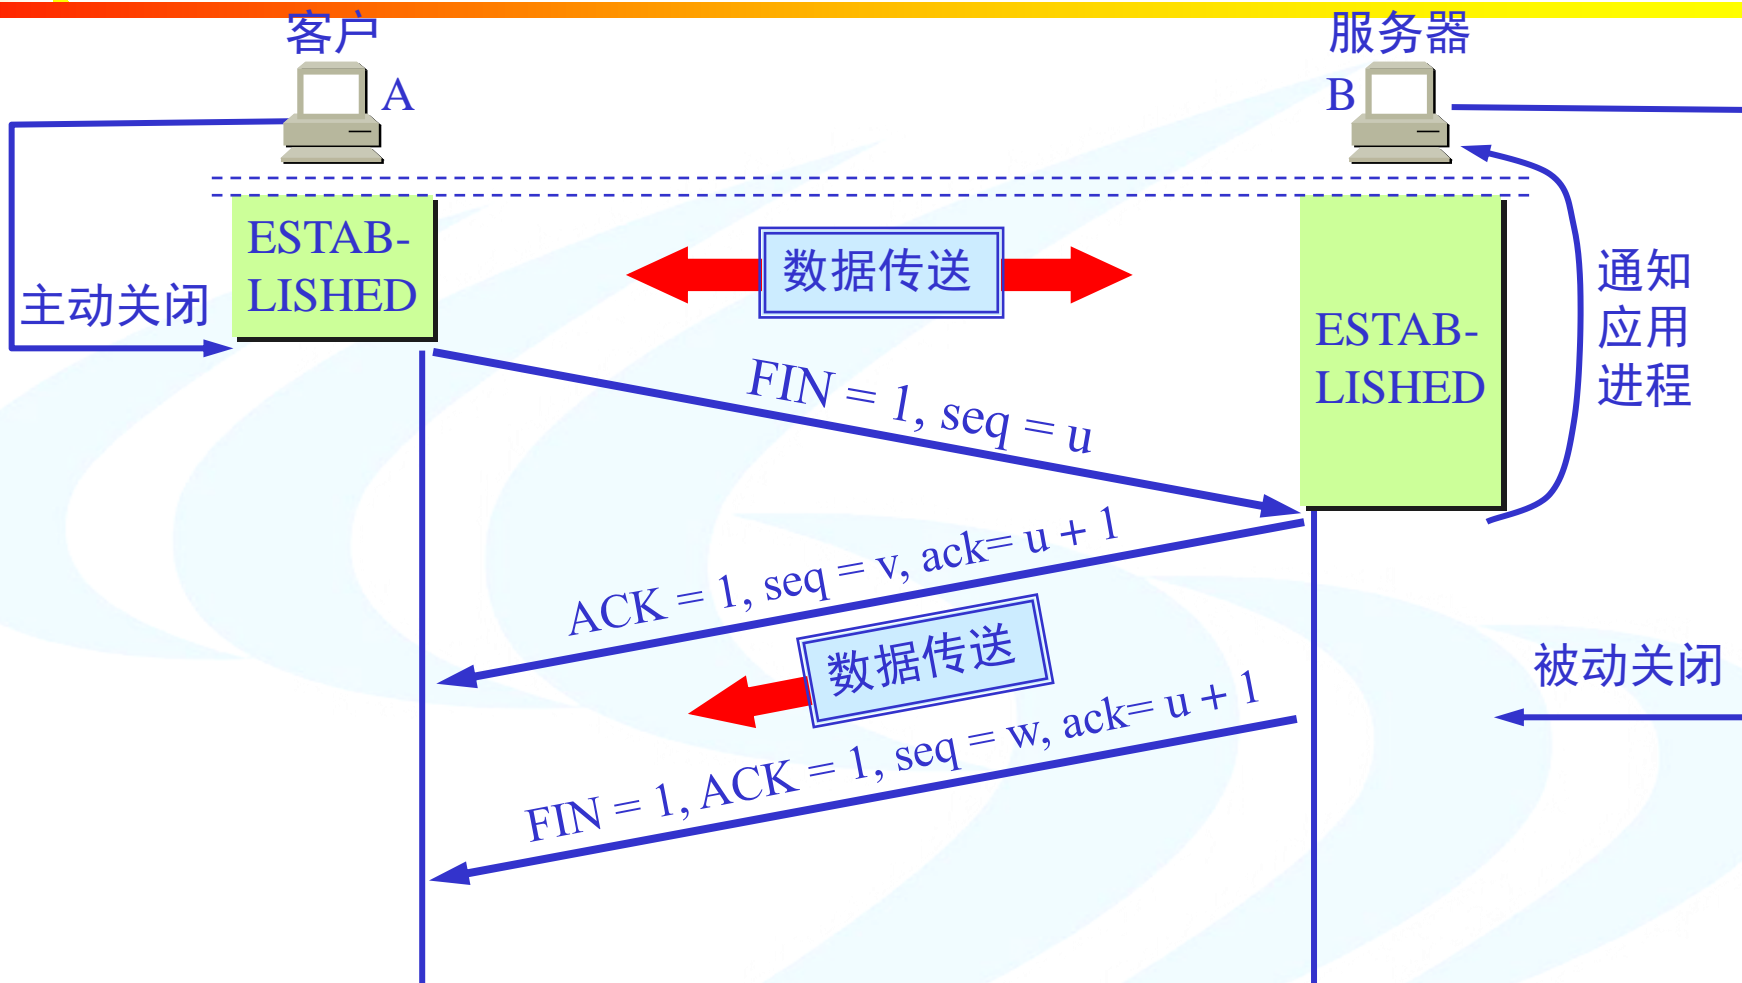 客户
服务器
A
B
ESTAB-
LISHED
数据传送
主动关闭
ESTAB-
LISHED
通知
应用
进程
FIN = 1, seq = u
ACK = 1, seq = v, ack= u + 1
数据传送
被动关闭
FIN = 1, ACK = 1, seq = w, ack= u + 1